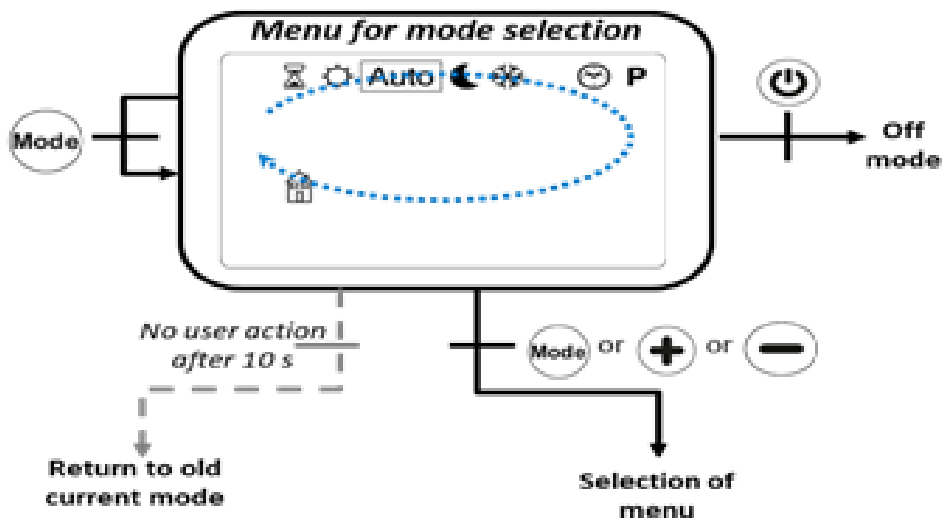 Menu for mode selection
Auto
P
Mode
Off
mode
No user action
after 10 s
Mode or or
Return to old
current mode
Selection of
menu